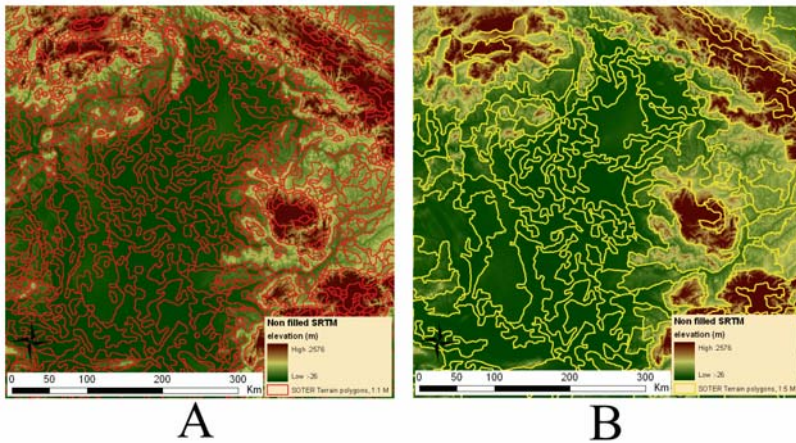 Non filled SRTM
elevation (m)
High :2576
Low :-26
SOTER Terrain polygons, 1:1 M
0 50 100 200 300
Km
A
Non filled SRTM
elevation (m)
High :2576
Low :-26
SOTER Terrain polygons, 1:5 M
0 50 100 200 300
Km
B